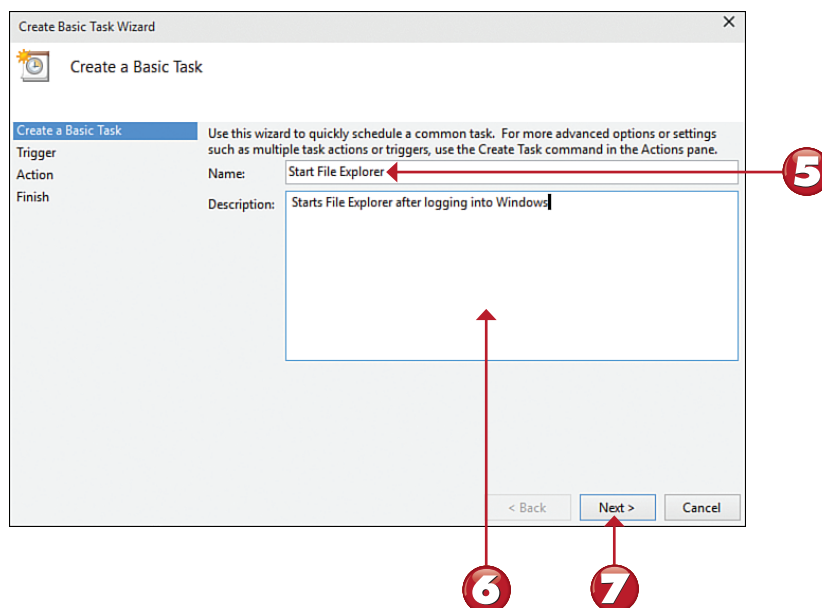 Create Basic Task Wizard
Create a Basic Task
Create a Basic Task
Trigger
Action
Finish
Use this wizard to quickly schedule a common task. For more advanced options or settings
such as multiple task actions or triggers, use the Create Task command in the Actions pane.
Name: Start File Explorer
5
Description: Starts File Explorer after logging into Windows
< Back Next > Cancel
6 7